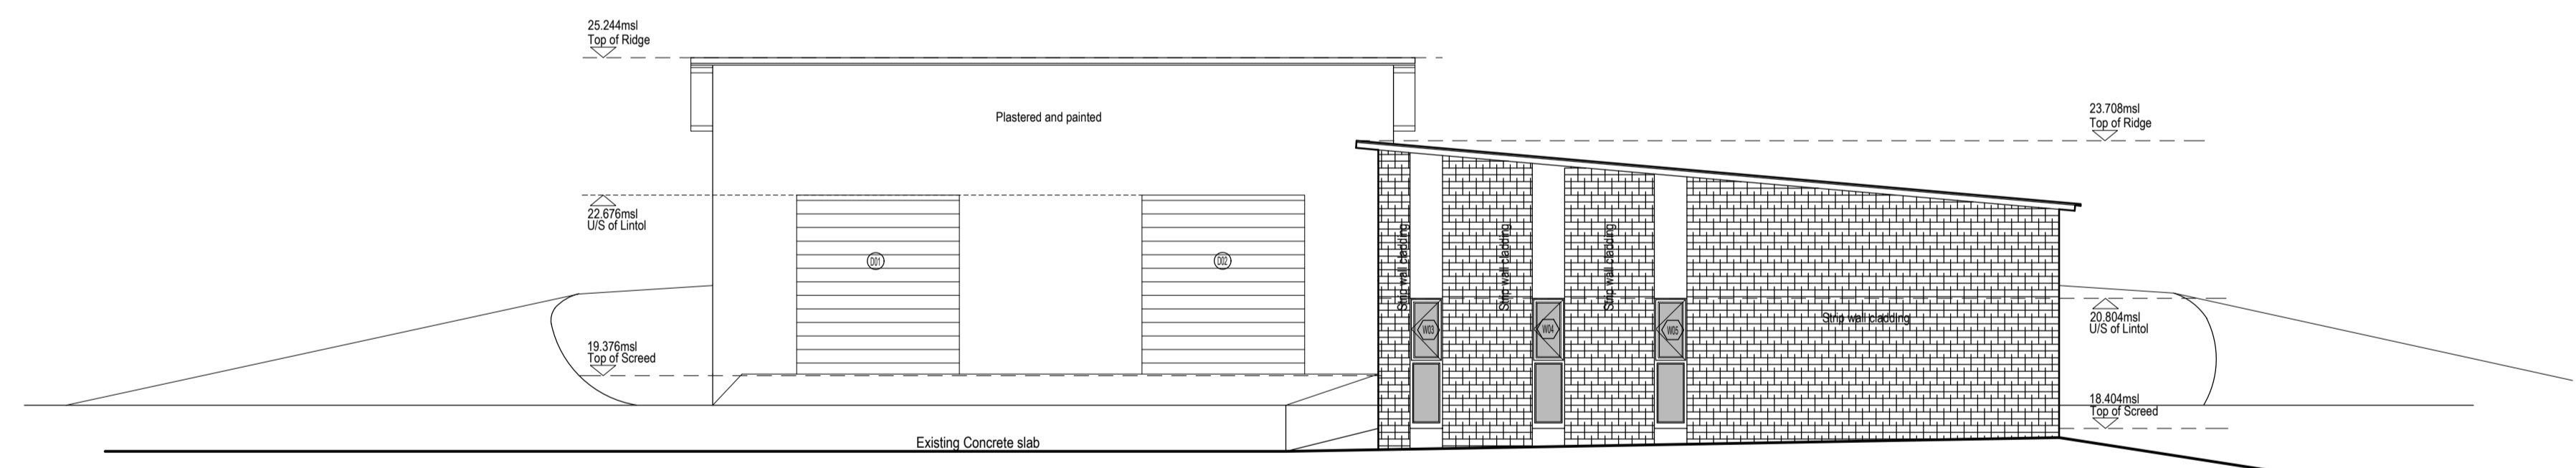 25.244msl
Top of Ridge
Plastered and painted
23.708msl
Top of Ridge
22.676msl
U/S of Lintol
D01
D02
Strip wall cladding
Strip wall cladding
Strip wall cladding
Strip wall cladding
W03
W04
W05
20.804msl
U/S of Lintol
19.376msl
Top of Screed
18.404msl
Top of Screed
Existing Concrete slab